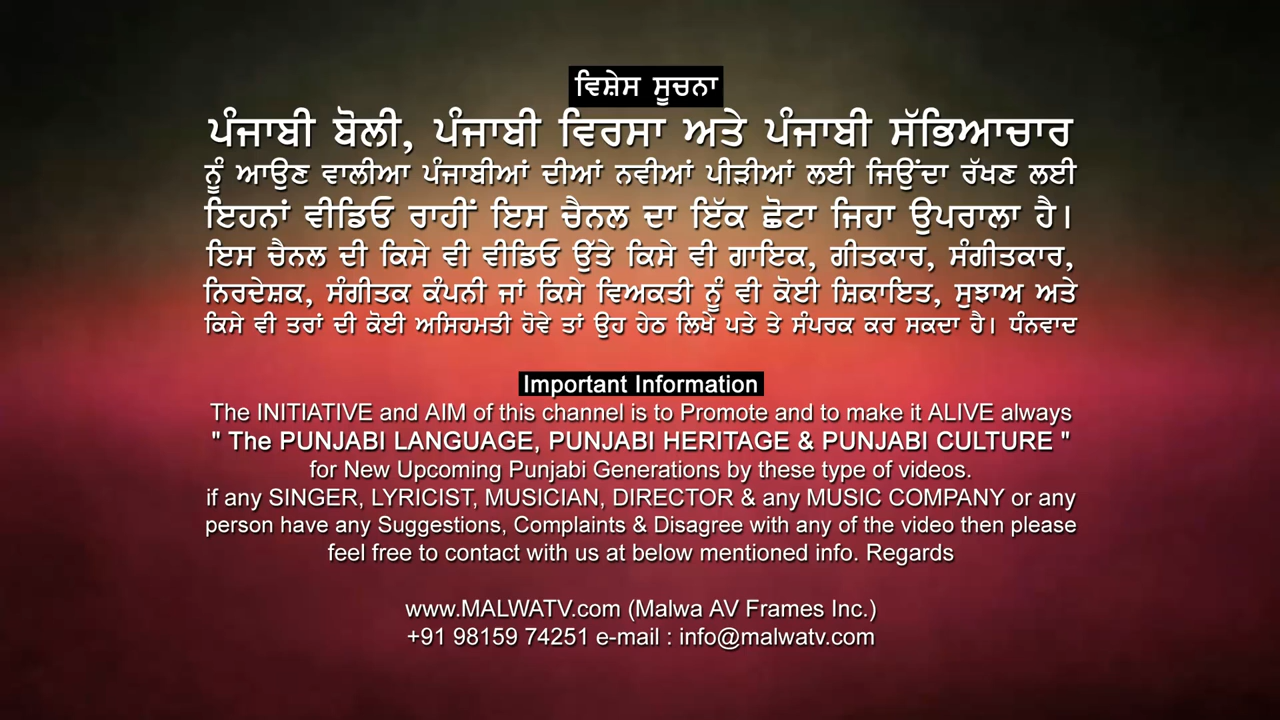 ਵਿਸ਼ੇਸ ਸੂਚਨਾ
ਪੰਜਾਬੀ ਬੋਲੀ, ਪੰਜਾਬੀ ਵਿਰਸਾ ਅਤੇ ਪੰਜਾਬੀ ਸੱਭਿਆਚਾਰ
ਨੂੰ ਆਉਣ ਵਾਲੀਆ ਪੰਜਾਬੀਆਂ ਦੀਆਂ ਨਵੀਆਂ ਪੀੜੀਆਂ ਲਈ ਜਿਉਂਦਾ ਰੱਖਣ ਲਈ
ਇਹਨਾਂ ਵੀਡਿਓ ਰਾਹੀਂ ਇਸ ਚੈਨਲ ਦਾ ਇੱਕ ਛੋਟਾ ਜਿਹਾ ਉਪਰਾਲਾ ਹੈ।
ਇਸ ਚੈਨਲ ਦੀ ਕਿਸੇ ਵੀ ਵੀਡਿਓ ਉੱਤੇ ਕਿਸੇ ਵੀ ਗਾਇਕ, ਗੀਤਕਾਰ, ਸੰਗੀਤਕਾਰ,
ਨਿਰਦੇਸ਼ਕ, ਸੰਗੀਤਕ ਕੰਪਨੀ ਜਾਂ ਕਿਸੇ ਵਿਅਕਤੀ ਨੂੰ ਵੀ ਕੋਈ ਸ਼ਿਕਾਇਤ, ਸੁਝਾਅ ਅਤੇ
ਕਿਸੇ ਵੀ ਤਰਾਂ ਦੀ ਕੋਈ ਅਸਿਹਮਤੀ ਹੋਵੇ ਤਾਂ ਉਹ ਹੇਠ ਲਿਖੇ ਪਤੇ ਤੇ ਸੰਪਰਕ ਕਰ ਸਕਦਾ ਹੈ। ਧੰਨਵਾਦ
Important Information
The INITIATIVE and AIM of this channel is to Promote and to make it ALIVE always
" The PUNJABI LANGUAGE, PUNJABI HERITAGE & PUNJABI CULTURE "
for New Upcoming Punjabi Generations by these type of videos.
if any SINGER, LYRICIST, MUSICIAN, DIRECTOR & any MUSIC COMPANY or any
person have any Suggestions, Complaints & Disagree with any of the video then please
feel free to contact with us at below mentioned info. Regards
www.MALWATV.com (Malwa AV Frames Inc.)
+91 98159 74251 e-mail : info@malwatv.com